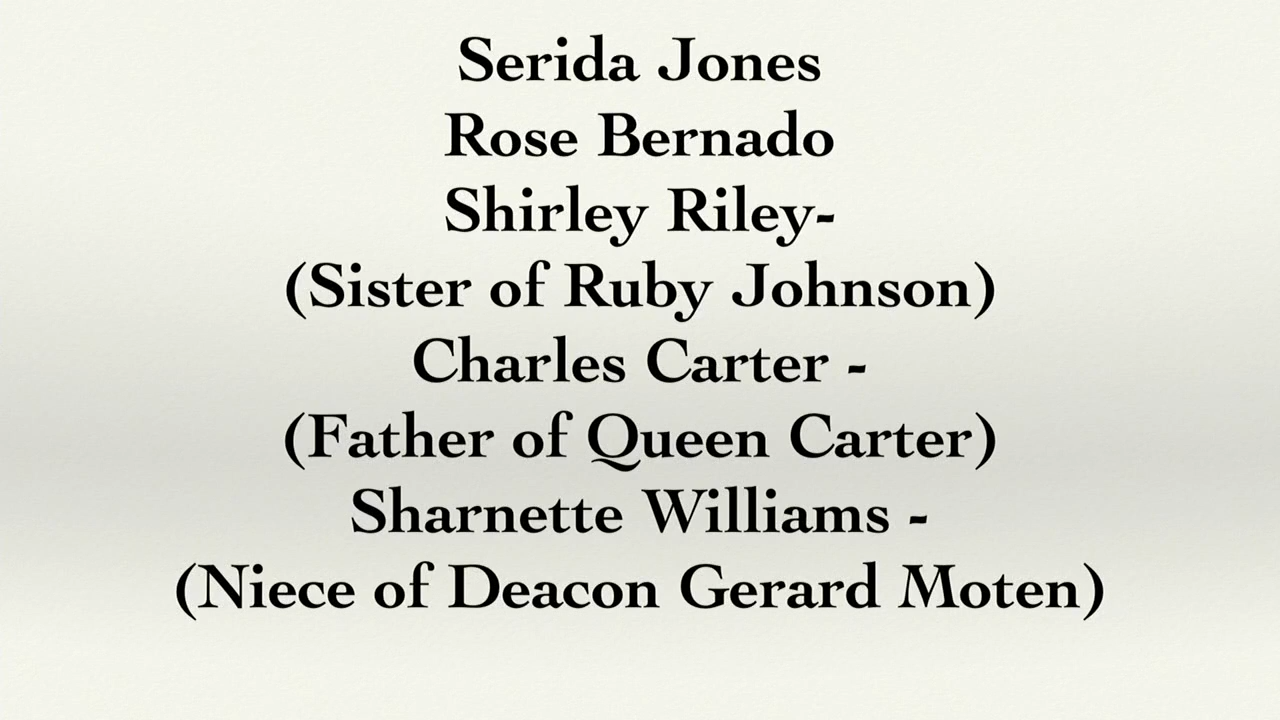 Serida Jones
Rose Bernado
Shirley Riley-
(Sister of Ruby Johnson)
Charles Carter -
(Father of Queen Carter)
Sharnette Williams -
(Niece of Deacon Gerard Moten)